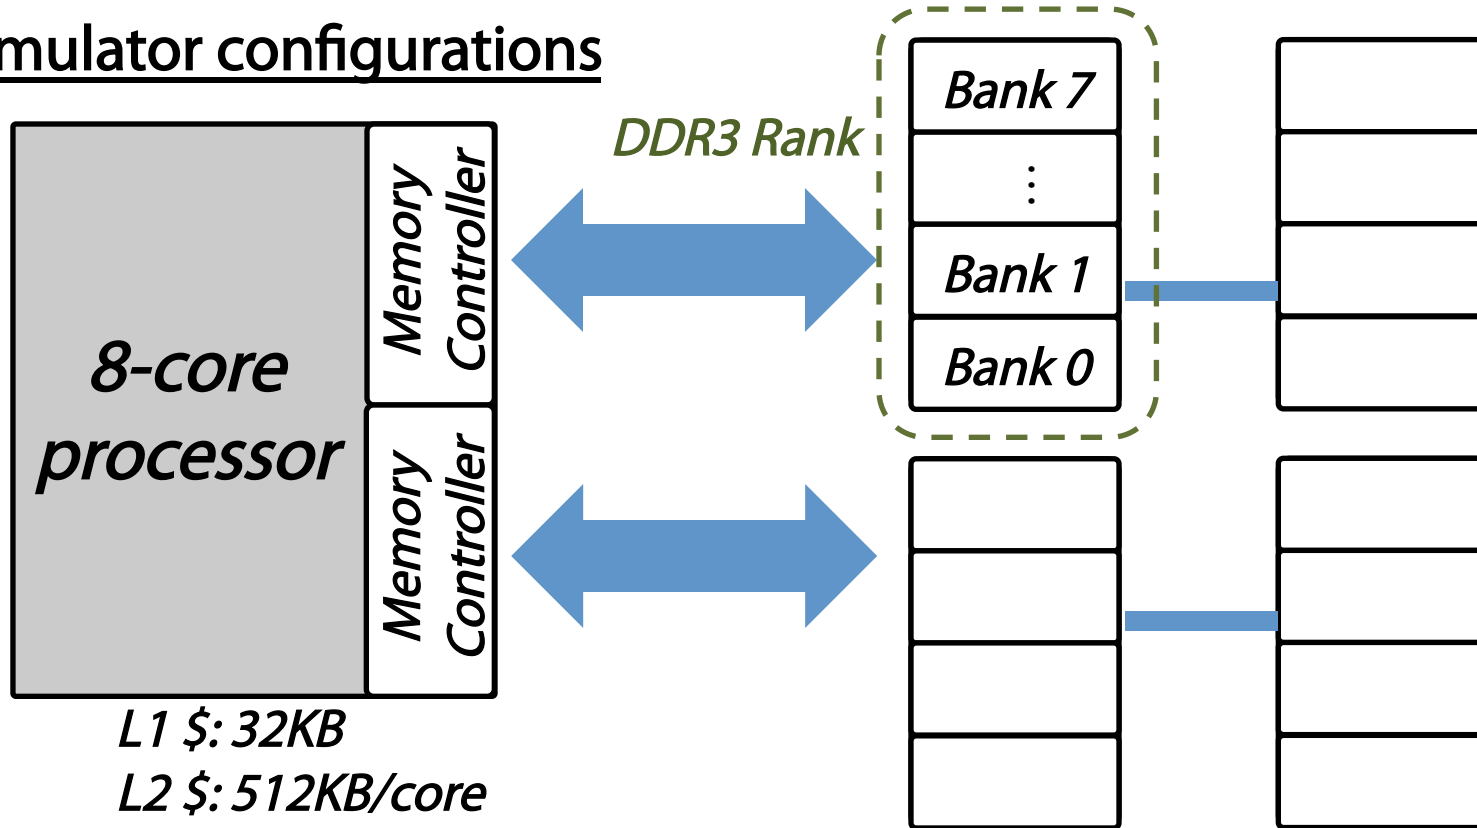 mulator configurations
8-core
processor
Memory
Controller
Memory
Controller
L1 $: 32KB
L2 $: 512KB/core
DDR3 Rank
Bank 7
⋮
Bank 1
Bank 0